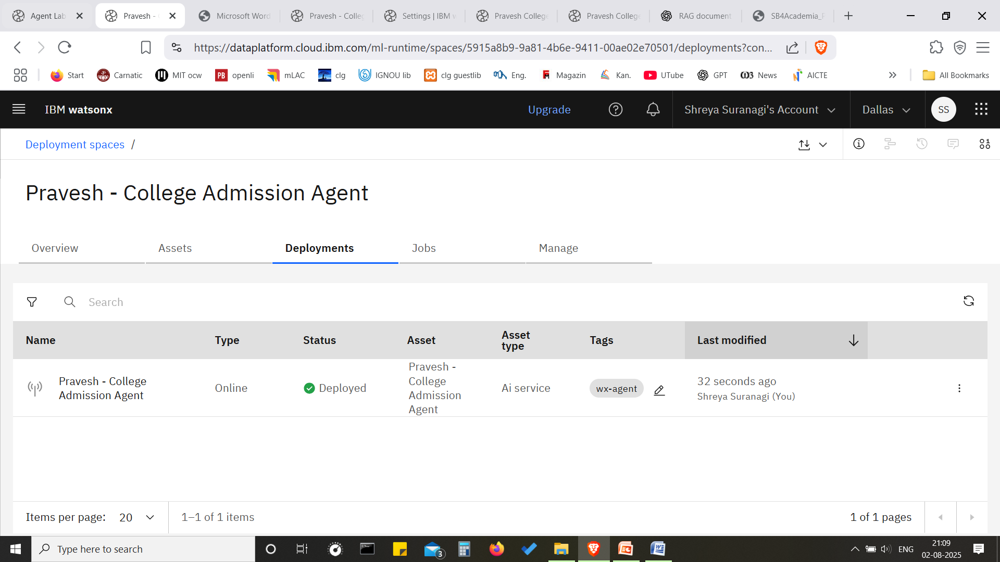 Agent Lab
Pravesh -
Microsoft Word
Pravesh - Colle
Settings | IBM w
Pravesh College
Pravesh College
RAG document
SB4Academia_
https://dataplatform.cloud.ibm.com/ml-runtime/spaces/5915a8b9-9a81-4b6e-9411-00ae02e70501/deployments?con...
Start
Carnatic
MIT ocw
PB
openli
mLAC
clg
IGNOU lib
clg guestlib
Eng.
Magazin
Kan.
UTube
GPT
News
AICTE
All Bookmarks
IBM watsonx
Upgrade
Shreya Suranagi's Account
Dallas
SS
Deployment spaces /
Pravesh - College Admission Agent
Overview
Assets
Deployments
Jobs
Manage
Search
Name
Type
Status
Asset
Asset
type
Tags
Last modified
Pravesh - College
Admission Agent
Online
Deployed
Pravesh -
College
Admission
Agent
Ai service
wx-agent
32 seconds ago
Shreya Suranagi (You)
Items per page: 20
1–1 of 1 items
1 of 1 pages
Type here to search
3
ENG
21:09
02-08-2025